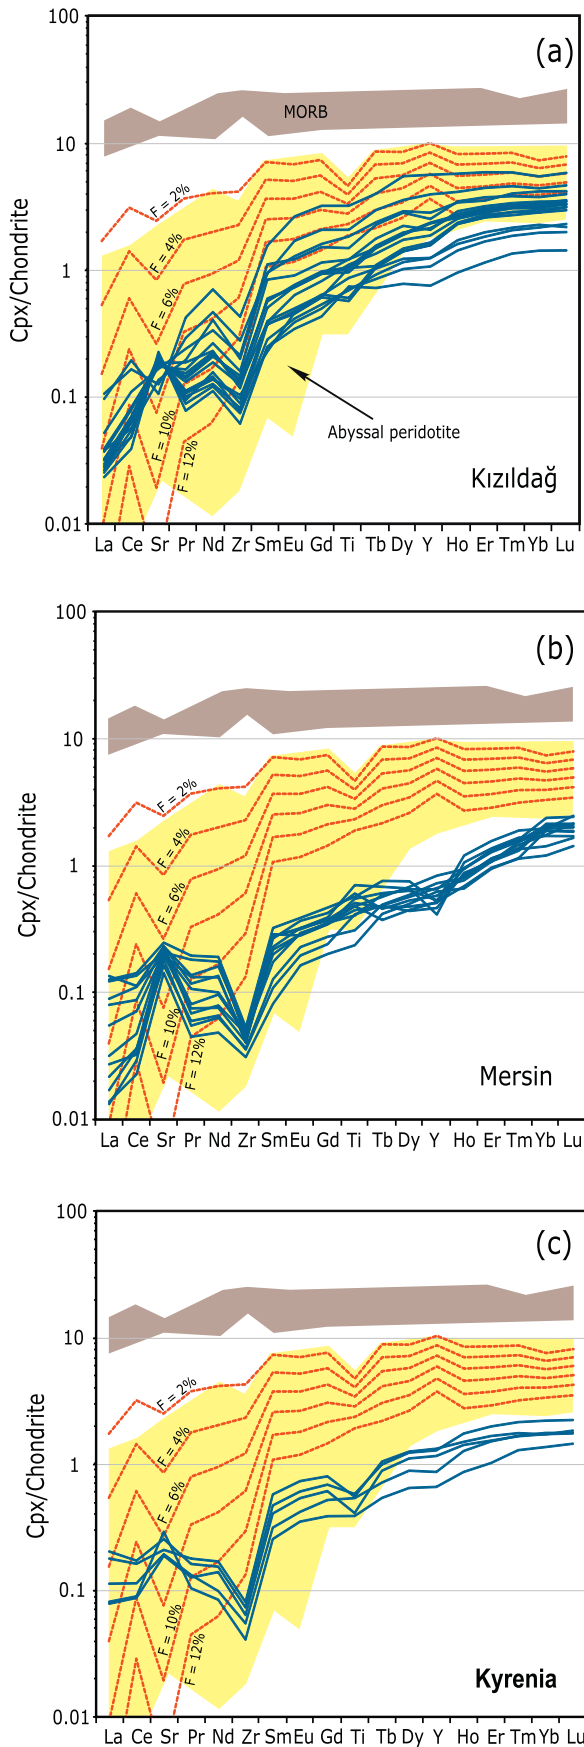 100
(a)
MORB
10
F = 2%
F = 4%
1
F = 6%
Cpx/Chondrite
0.1
F = 10%
F = 12%
Abyssal peridotite
Kızıldağ
0.01
La Ce Sr Pr Nd Zr Sm Eu Gd Ti Tb Dy Y Ho Er Tm Yb Lu
100
(b)
10
F = 2%
F = 4%
1
F = 6%
Cpx/Chondrite
0.1
F = 10%
F = 12%
Mersin
0.01
La Ce Sr Pr Nd Zr Sm Eu Gd Ti Tb Dy Y Ho Er Tm Yb Lu
100
(c)
10
F = 2%
F = 4%
1
F = 6%
Cpx/Chondrite
0.1
F = 10%
F = 12%
Kyrenia
0.01
La Ce Sr Pr Nd Zr Sm Eu Gd Ti Tb Dy Y Ho Er Tm Yb Lu